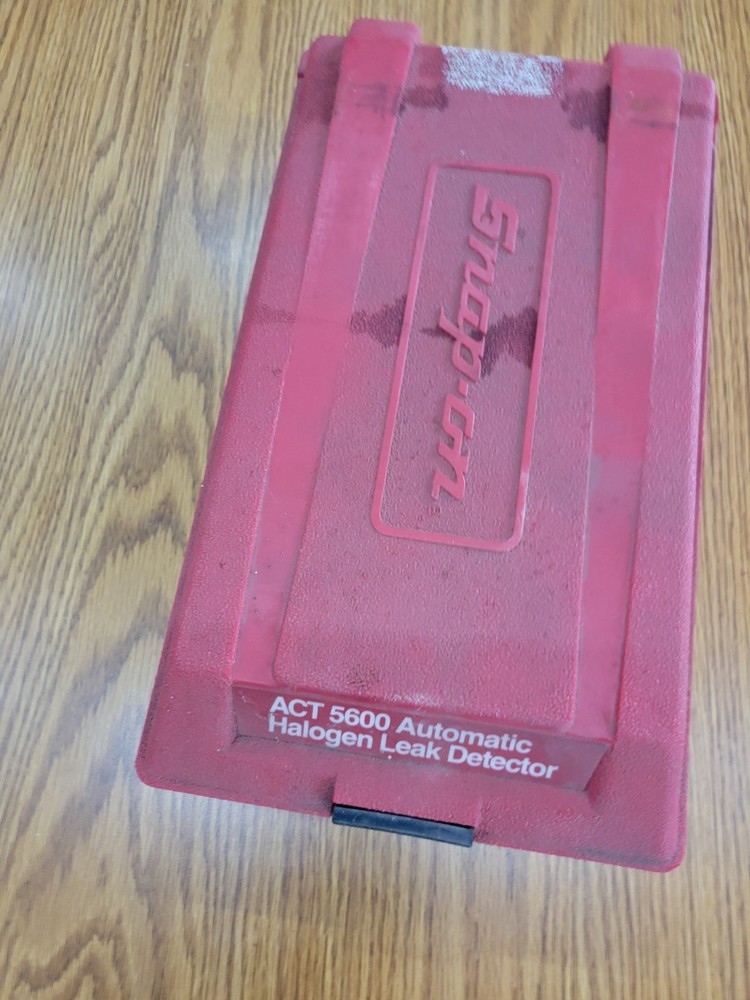 Snap-on
ACT 5600 Automatic
Halogen Leak Detector